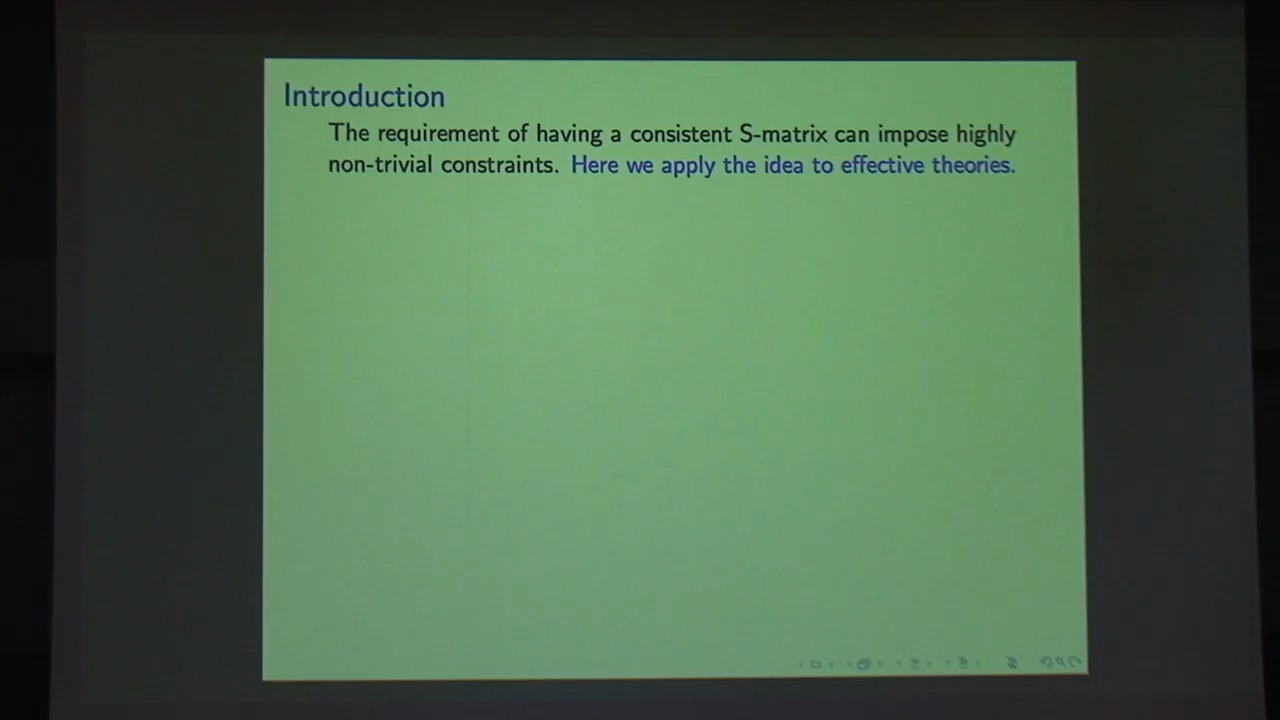 Introduction
The requirement of having a consistent S-matrix can impose highly
non-trivial constraints. Here we apply the idea to effective theories.